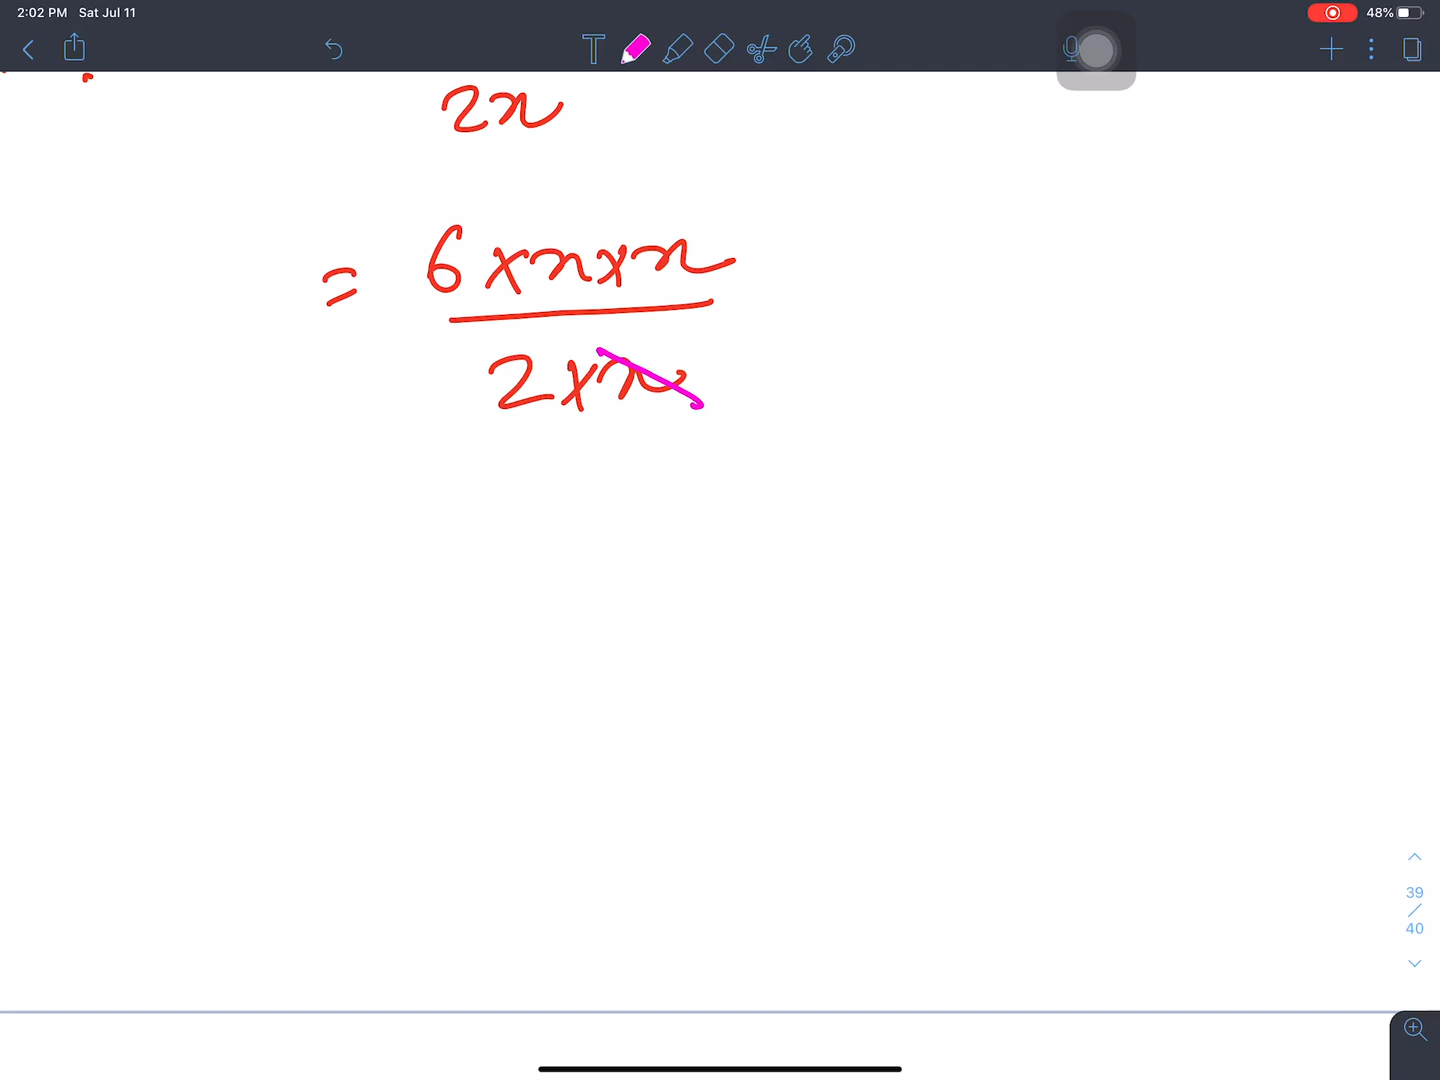 2:02 PM Sat Jul 11
48%
T
2x
= 6 × x × x
2 × x
39
/
40